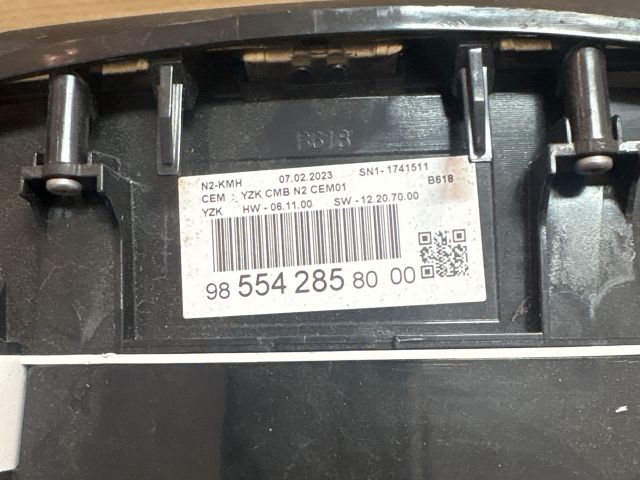 B618
N2-KMH 07.02.2023 SN1-1741511
CEM : YZK CMB N2 CEM01 B618
YZK HW - 06.11.00 SW -12.20.70.00
98 554 285 80 00